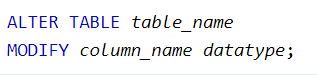 ALTER TABLE table_name
MODIFY column_name datatype;